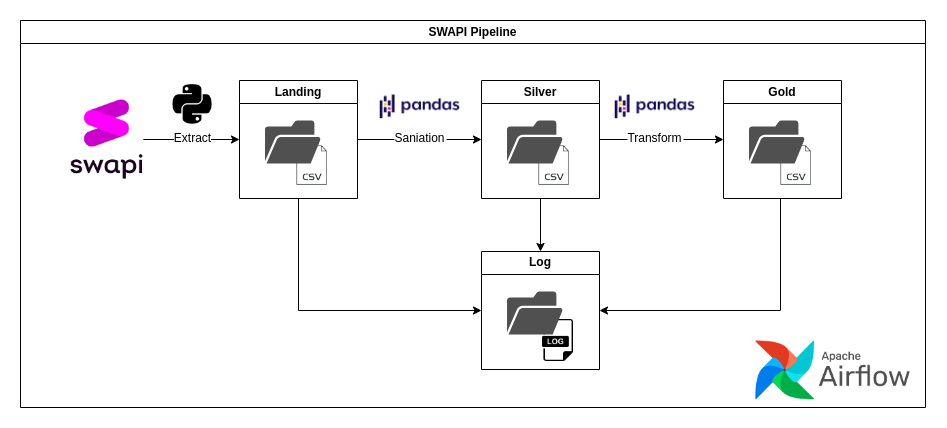 SWAPI Pipeline
swapi
Extract
Landing
CSV
pandas
Saniation
Silver
CSV
pandas
Transform
Gold
CSV
Log
LOG
Apache
Airflow